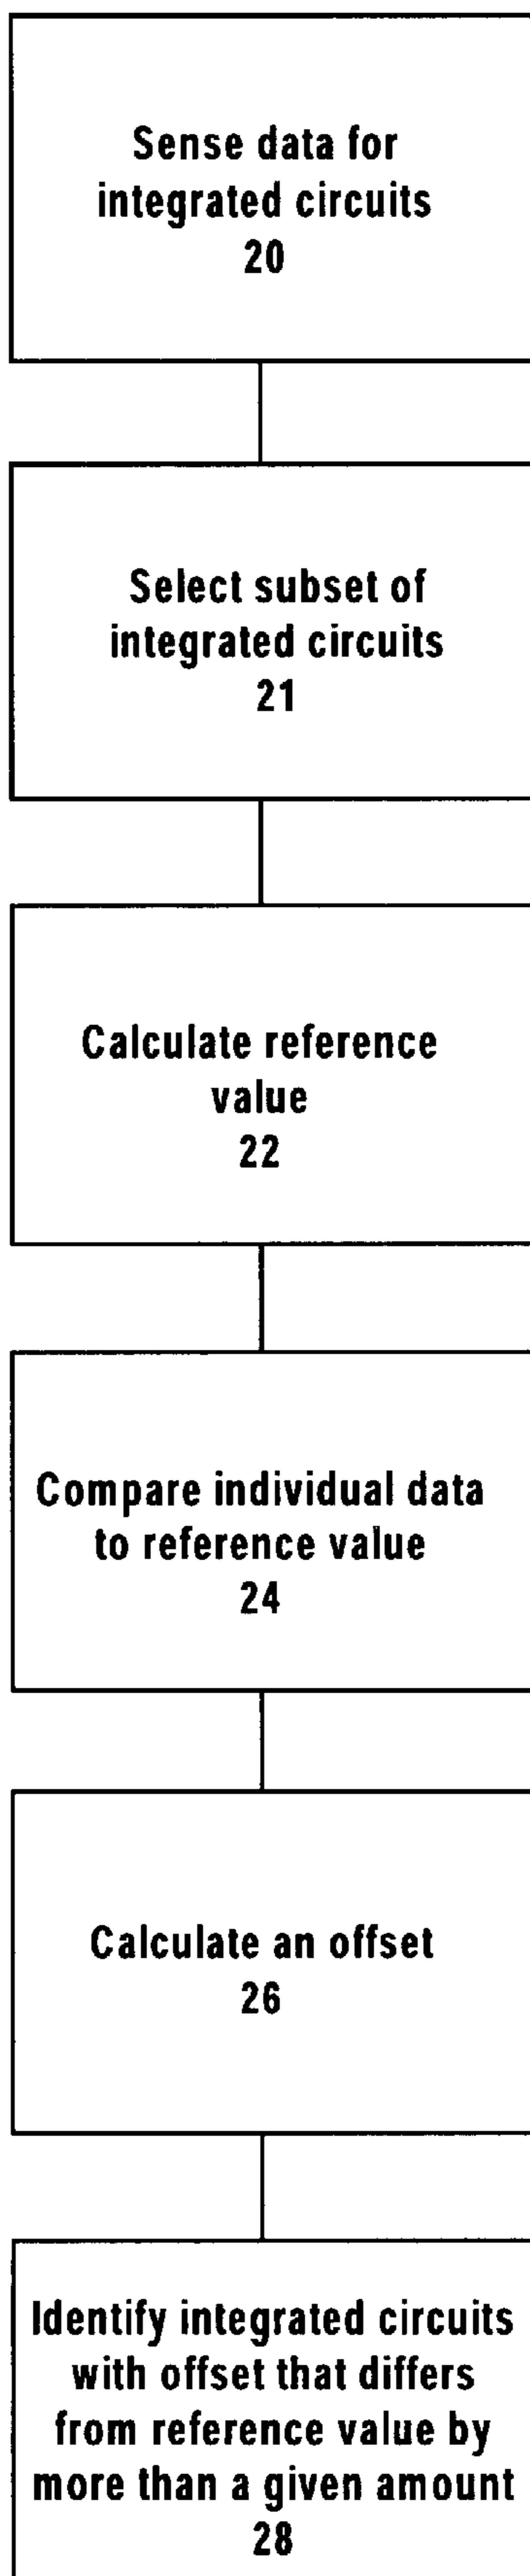 Sense data for
integrated circuits
20
Select subset of
integrated circuits
21
Calculate reference
value
22
Compare individual data
to reference value
24
Calculate an offset
26
Identify integrated circuits
with offset that differs
from reference value by
more than a given amount
28